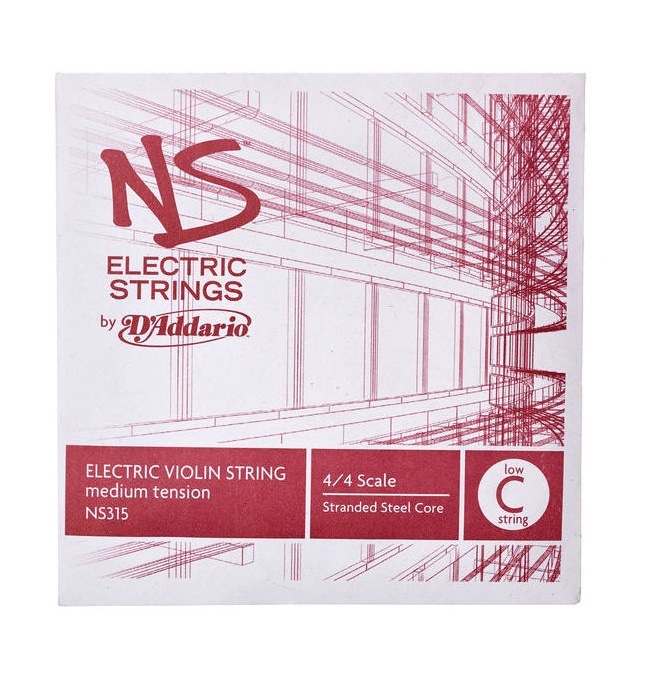 NS
ELECTRIC
STRINGS
by D'Addario
ELECTRIC VIOLIN STRING
medium tension
NS315
4/4 Scale
Stranded Steel Core
low
C
string